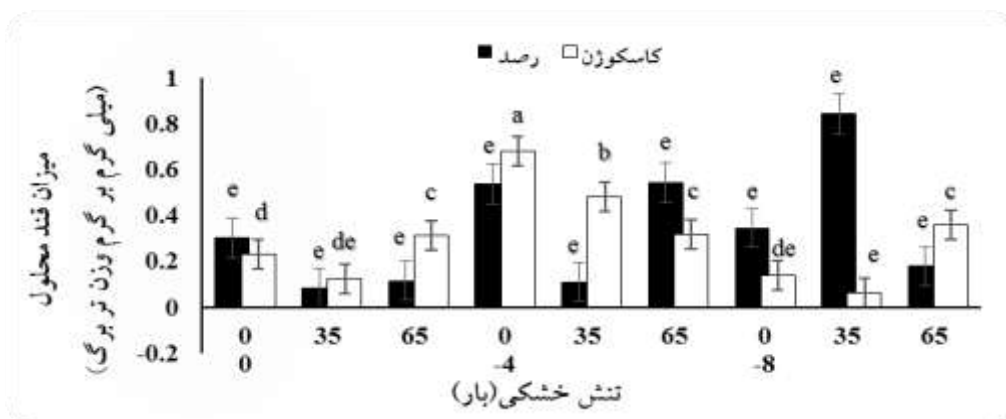 رصد کاسکوژن
میزان قند محلول
(میلی گرم بر گرم وزن تر برگ)
1
0.8
0.6
0.4
0.2
0
-0.2
e d e de e c e a e b e c e de e e e c
0 35 65 0 35 65 0 35 65
0 -4 -8
تنش خشکی(بار)